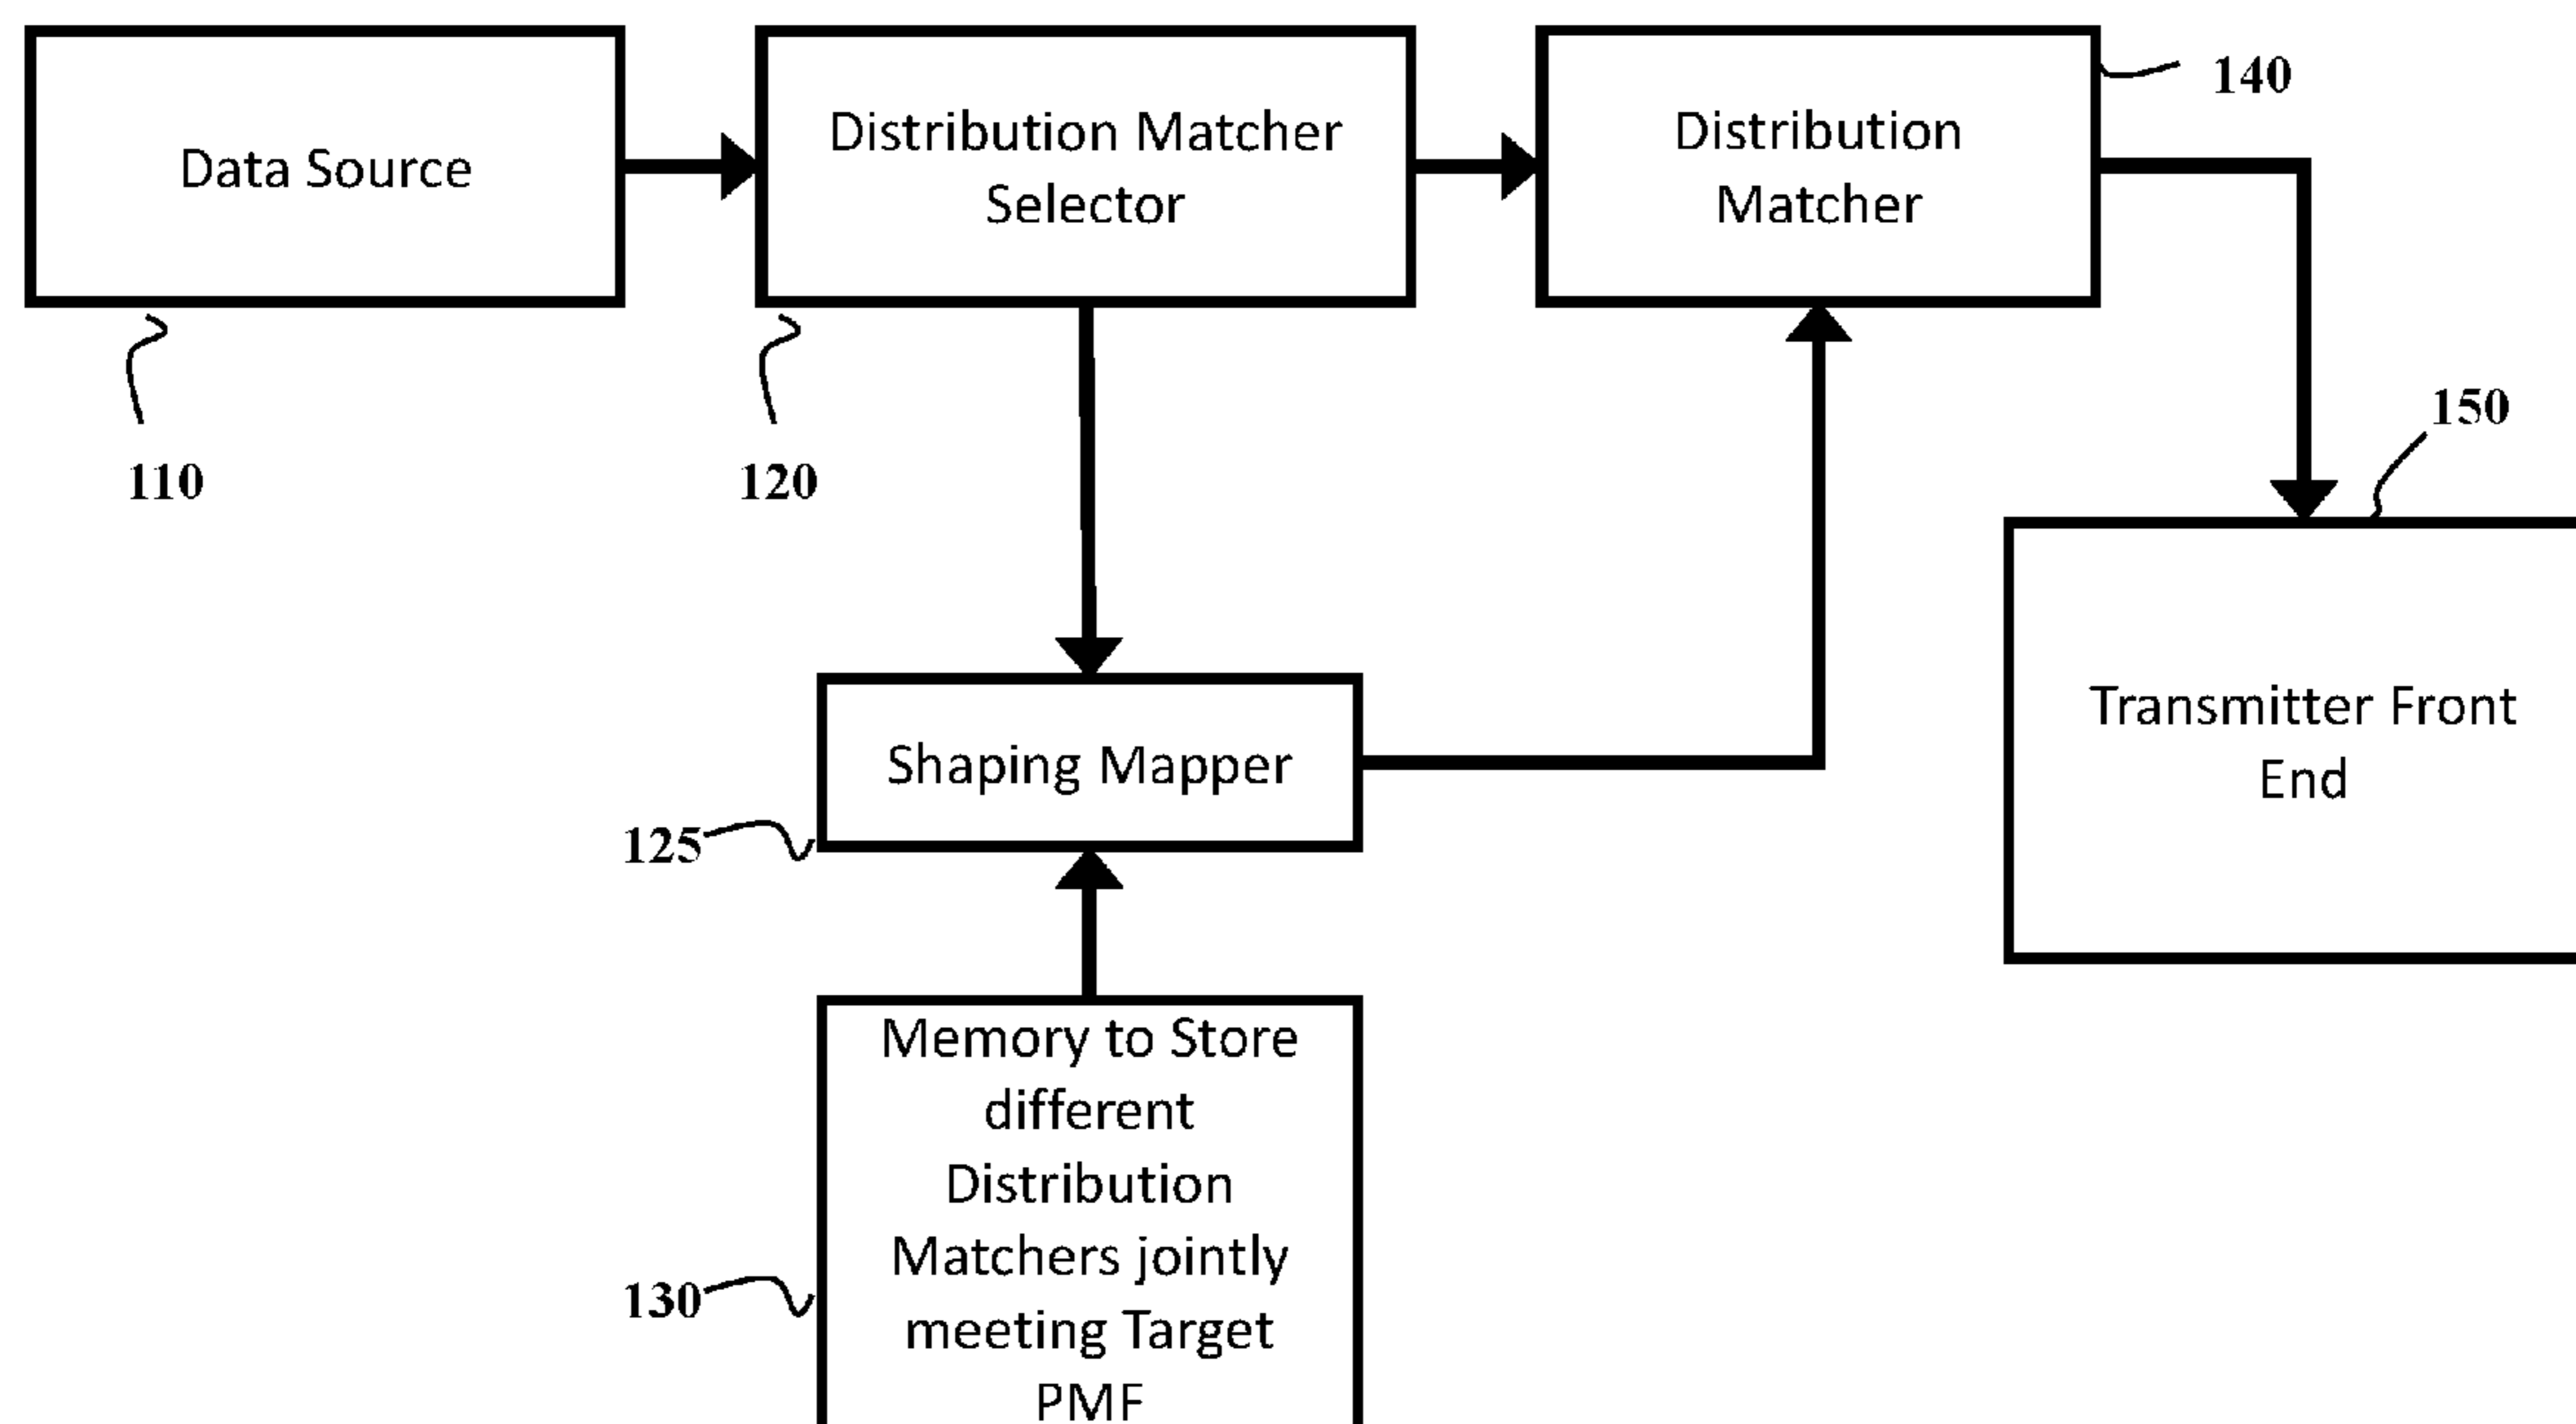 Data Source
Distribution Matcher
Selector
Distribution
Matcher
140
110
120
150
Transmitter Front
End
Shaping Mapper
125
Memory to Store
different
Distribution
Matchers jointly
meeting Target
PMF
130